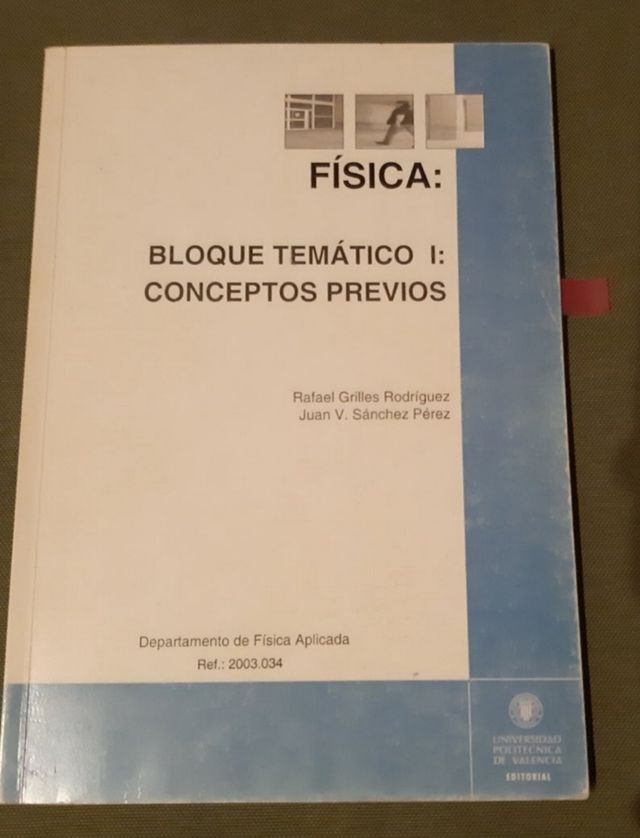 FÍSICA:
BLOQUE TEMÁTICO I:
CONCEPTOS PREVIOS
Rafael Grilles Rodríguez
Juan V. Sánchez Pérez
Departamento de Física Aplicada
Ref.: 2003.034
UNIVERSIDAD
POLITECNICA
DE VALENCIA
EDITORIAL